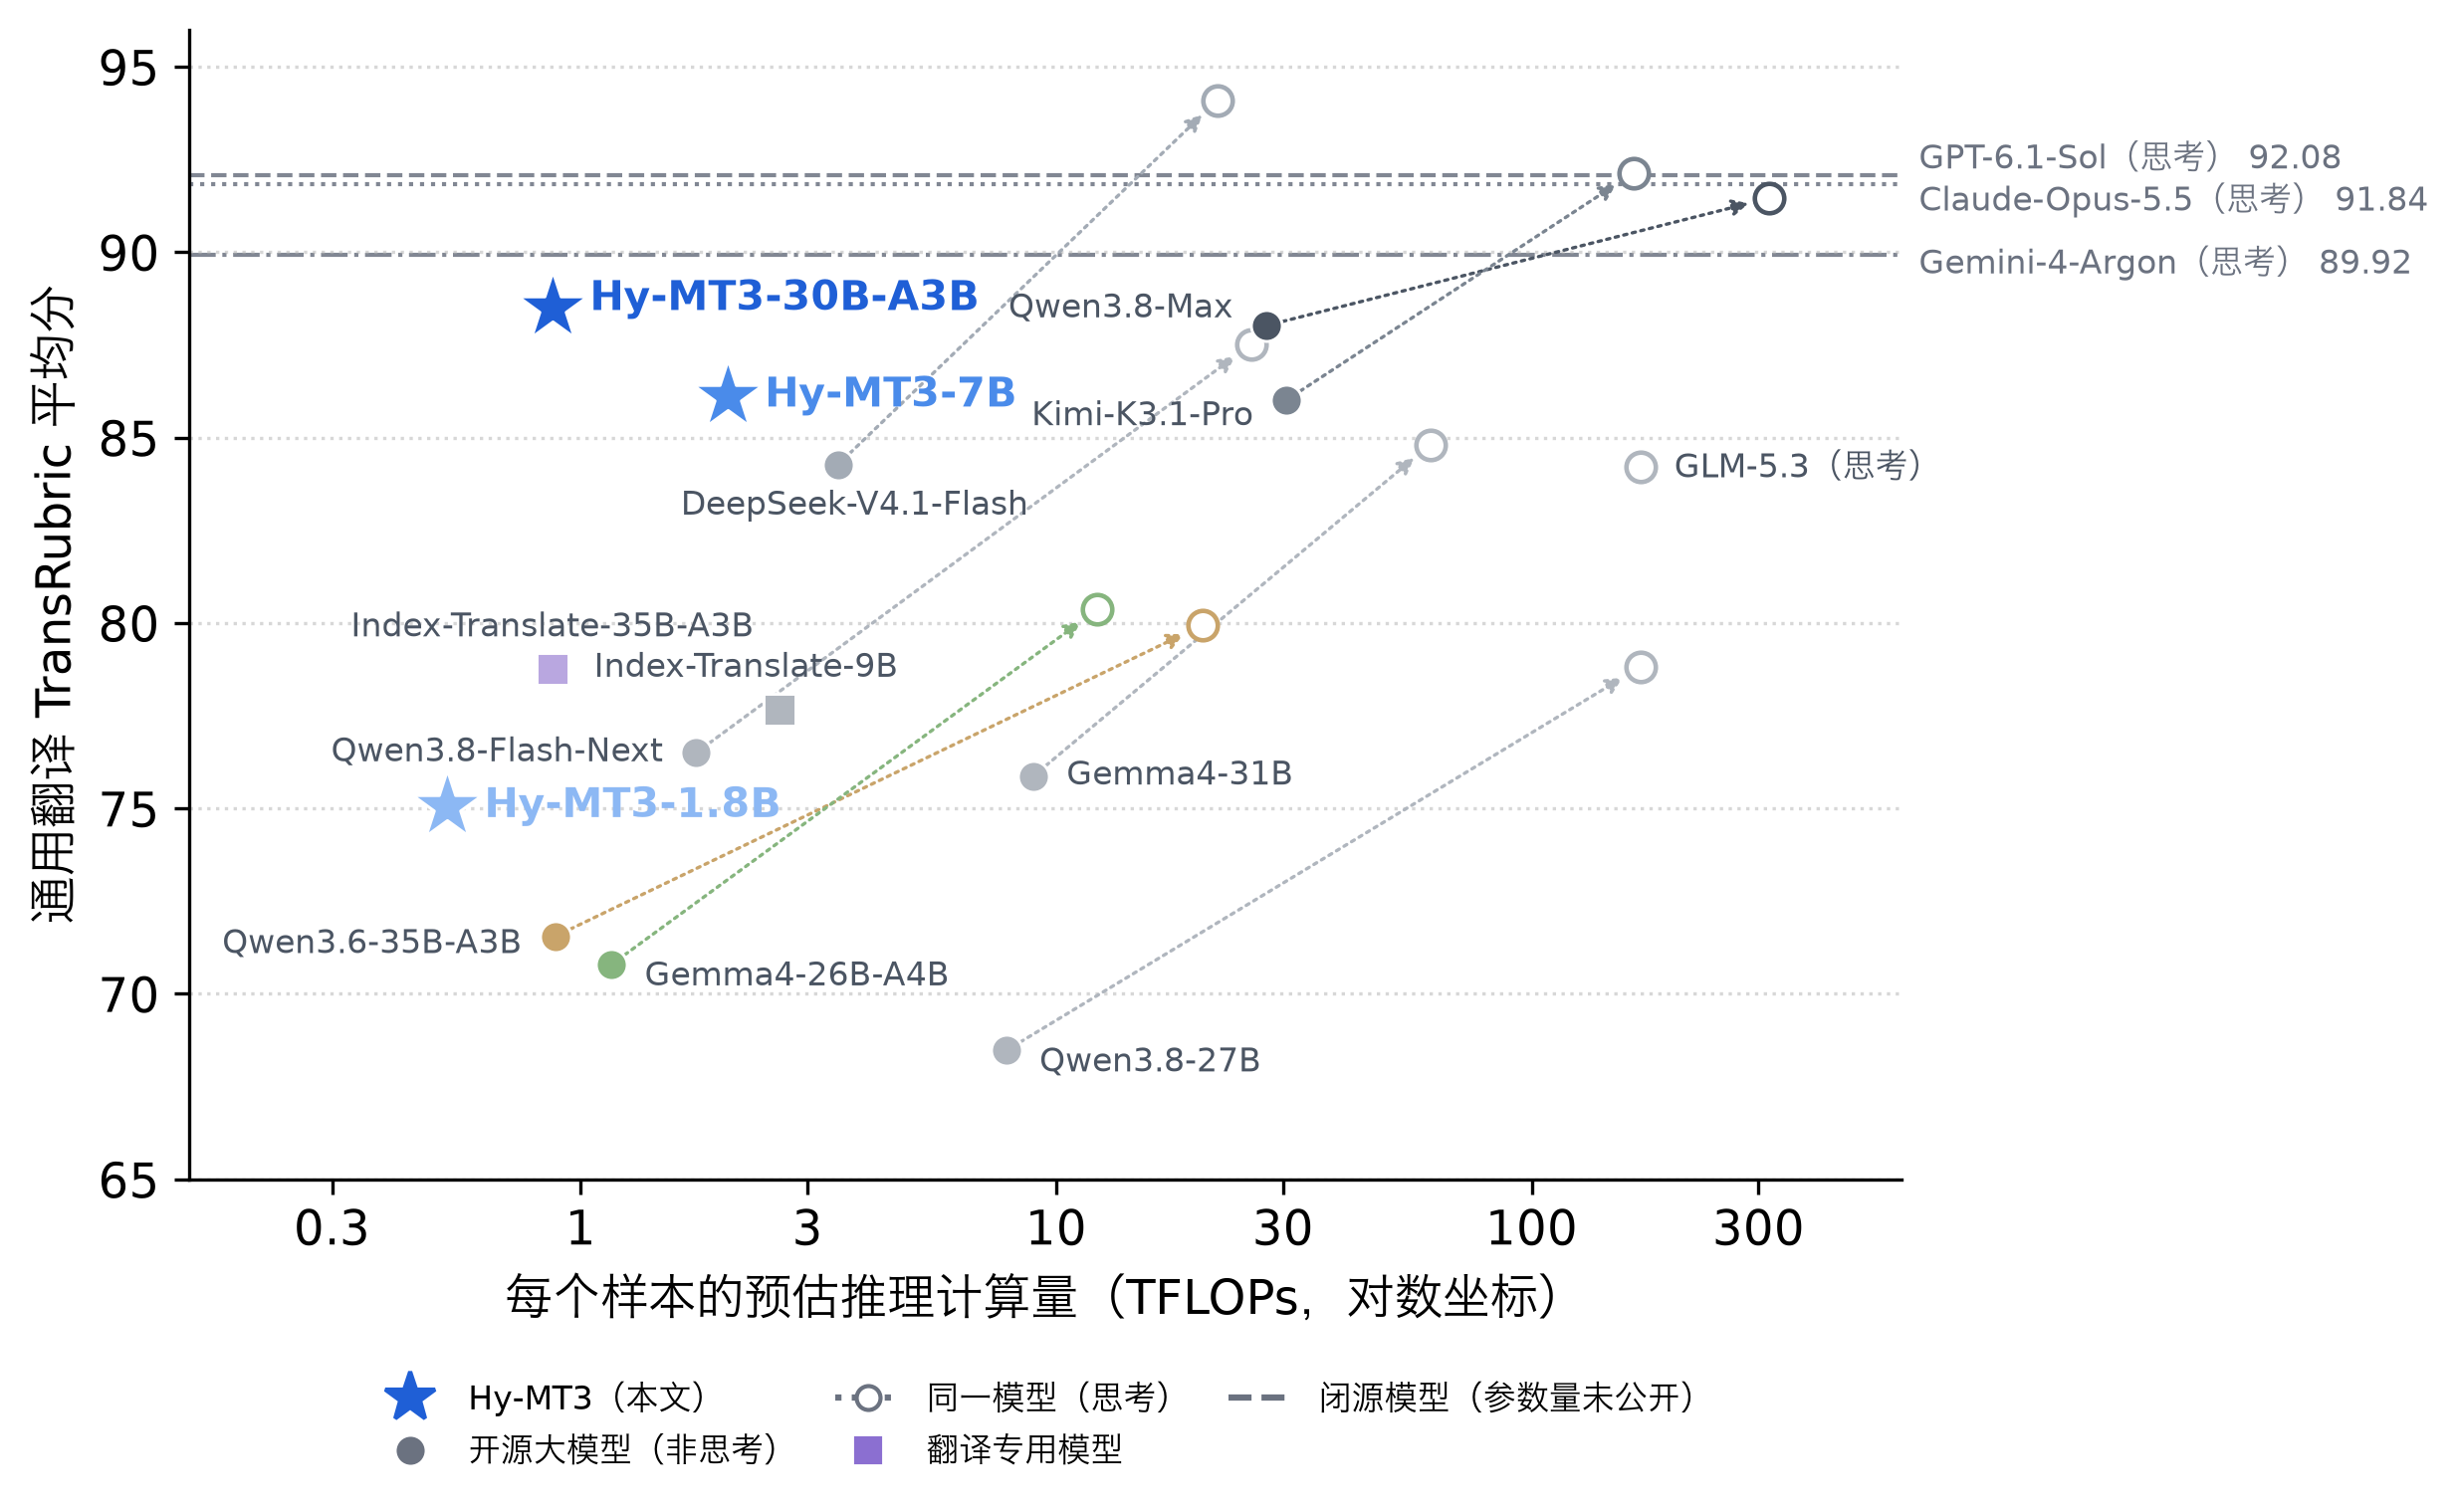 通用翻译 TransRubric 平均分
95
90
85
80
75
70
65
GPT-6.1-Sol（思考） 92.08
Claude-Opus-5.5（思考） 91.84
Gemini-4-Argon（思考） 89.92
Hy-MT3-30B-A3B
Qwen3.8-Max
Hy-MT3-7B
Kimi-K3.1-Pro
GLM-5.3（思考）
DeepSeek-V4.1-Flash
Index-Translate-35B-A3B
Index-Translate-9B
Qwen3.8-Flash-Next
Gemma4-31B
Hy-MT3-1.8B
Qwen3.6-35B-A3B
Gemma4-26B-A4B
Qwen3.8-27B
0.3 1 3 10 30 100 300
每个样本的预估推理计算量（TFLOPs，对数坐标）
Hy-MT3（本文） 同一模型（思考） 闭源模型（参数量未公开）
开源大模型（非思考） 翻译专用模型